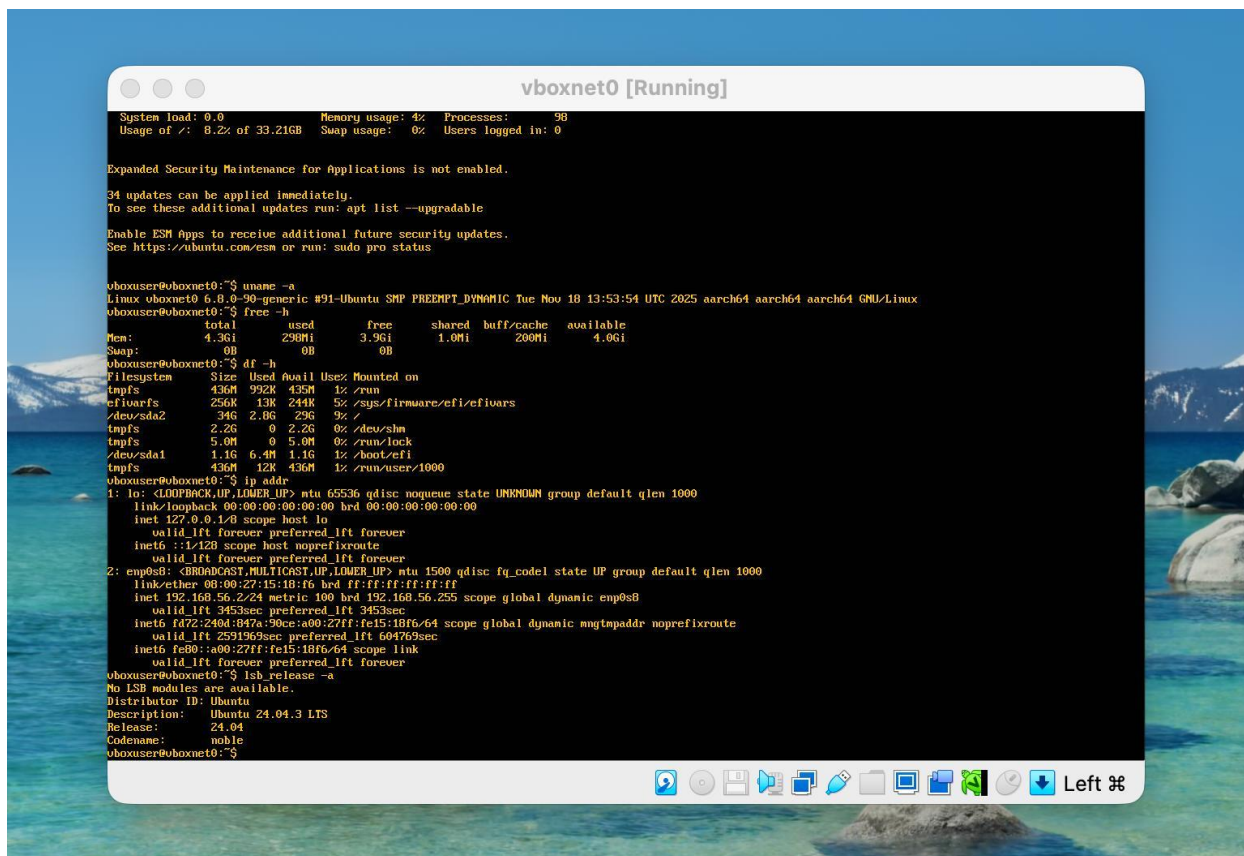 vboxnet0 [Running]
System load: 0.0 Memory usage: 4% Processes: 98
Usage of /: 8.2% of 33.21GB Swap usage: 0% Users logged in: 0
Expanded Security Maintenance for Applications is not enabled.
34 updates can be applied immediately.
To see these additional updates run: apt list --upgradable
Enable ESM Apps to receive additional future security updates.
See https://ubuntu.com/esm or run: sudo pro status
vboxuser@vboxnet0:~$ uname -a
Linux vboxnet0 6.8.0-90-generic #91-Ubuntu SMP PREEMPT_DYNAMIC Tue Nov 18 13:53:54 UTC 2025 aarch64 aarch64 aarch64 GNU/Linux
vboxuser@vboxnet0:~$ free -h
total used free shared buff/cache available
Mem: 4.3Gi 298Mi 3.9Gi 1.0Mi 200Mi 4.0Gi
Swap: 0B 0B 0B
vboxuser@vboxnet0:~$ df -h
Filesystem Size Used Avail Use% Mounted on
tmpfs 436M 992K 435M 1% /run
efivarfs 256K 13K 244K 5% /sys/firmware/efi/efivars
/dev/sda2 34G 2.8G 29G 9% /
tmpfs 2.2G 0 2.2G 0% /dev/shm
tmpfs 5.0M 0 5.0M 0% /run/lock
/dev/sda1 1.1G 6.4M 1.1G 1% /boot/efi
tmpfs 436M 12K 436M 1% /run/user/1000
vboxuser@vboxnet0:~$ ip addr
1: lo: <LOOPBACK,UP,LOWER_UP> mtu 65536 qdisc noqueue state UNKNOWN group default qlen 1000
link/loopback 00:00:00:00:00:00 brd 00:00:00:00:00:00
inet 127.0.0.1/8 scope host lo
valid_lft forever preferred_lft forever
inet6 ::1/128 scope host noprefixroute
valid_lft forever preferred_lft forever
2: enp0s8: <BROADCAST,MULTICAST,UP,LOWER_UP> mtu 1500 qdisc fq_codel state UP group default qlen 1000
link/ether 08:00:27:15:18:f6 brd ff:ff:ff:ff:ff:ff
inet 192.168.56.2/24 metric 100 brd 192.168.56.255 scope global dynamic enp0s8
valid_lft 3453sec preferred_lft 3453sec
inet6 fd72:240d:847a:90ce:a00:27ff:fe15:18f6/64 scope global dynamic mngtmpaddr noprefixroute
valid_lft 2591969sec preferred_lft 604769sec
inet6 fe80::a00:27ff:fe15:18f6/64 scope link
valid_lft forever preferred_lft forever
vboxuser@vboxnet0:~$ lsb_release -a
No LSB modules are available.
Distributor ID: Ubuntu
Description: Ubuntu 24.04.3 LTS
Release: 24.04
Codename: noble
vboxuser@vboxnet0:~$
Left ⌘